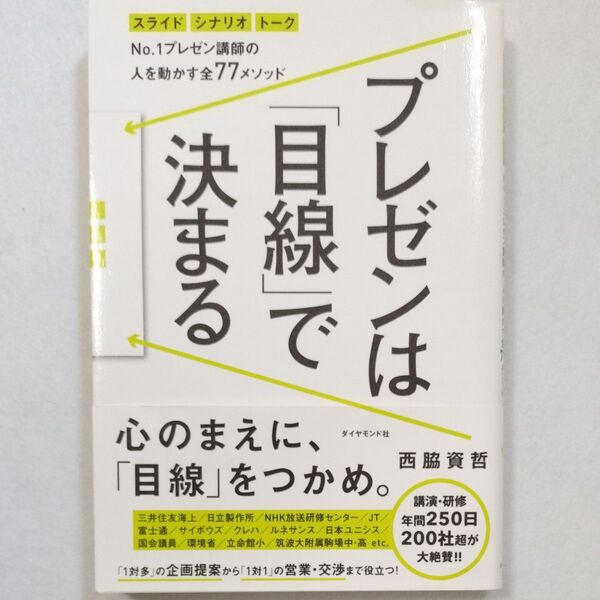 スライド シナリオ トーク
No.1プレゼン講師の
人を動かす全77メソッド
プレゼンは
「目線」で
決まる
ダイヤモンド社
西脇資哲
心のまえに、
「目線」をつかめ。
三井住友海上/日立製作所/NHK放送研修センター/JT/
富士通/サイボウズ/クレハ/ルネサンス/日本ユニシス/
国会議員/環境省/立命館小/筑波大附属駒場中・高 etc.
講演・研修
年間250日
200社超が
大絶賛!!
「1対多」の企画提案から「1対1」の営業・交渉まで役立つ!